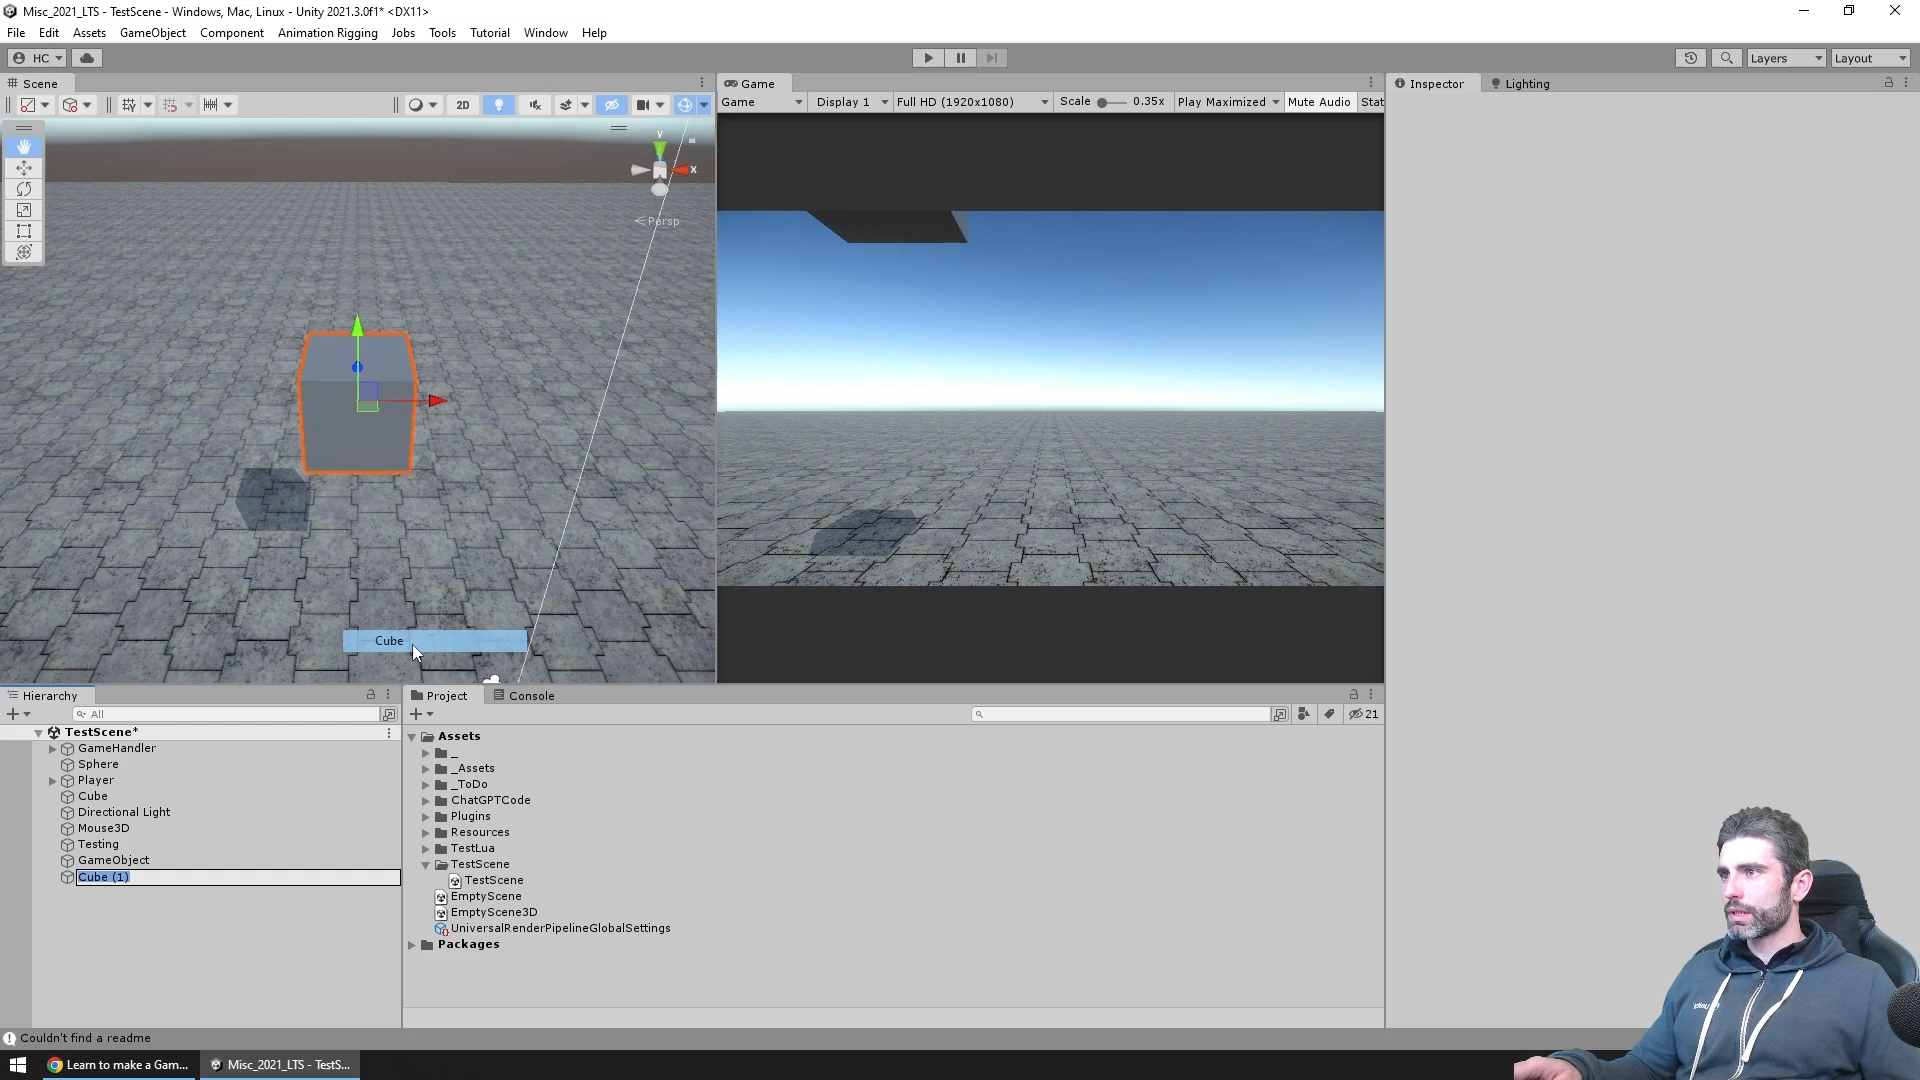 Misc_2021_LTS - TestScene - Windows, Mac, Linux - Unity 2021.3.0f1* <DX11>
File Edit Assets GameObject Component Animation Rigging Jobs Tools Tutorial Window Help
HC Layers Layout
Scene Game Inspector Lighting
2D
Game Display 1 Full HD (1920x1080) Scale 0.35x Play Maximized Mute Audio Stat
y
x
Persp
Cube
Hierarchy Project Console
All 21
TestScene*
GameHandler
Sphere
Player
Cube
Directional Light
Mouse3D
Testing
GameObject
Cube (1)
Assets
_
_Assets
_ToDo
ChatGPTCode
Plugins
Resources
TestLua
TestScene
TestScene
EmptyScene
EmptyScene3D
UniversalRenderPipelineGlobalSettings
Packages
Couldn't find a readme
Learn to make a Gam... Misc_2021_LTS - TestS...